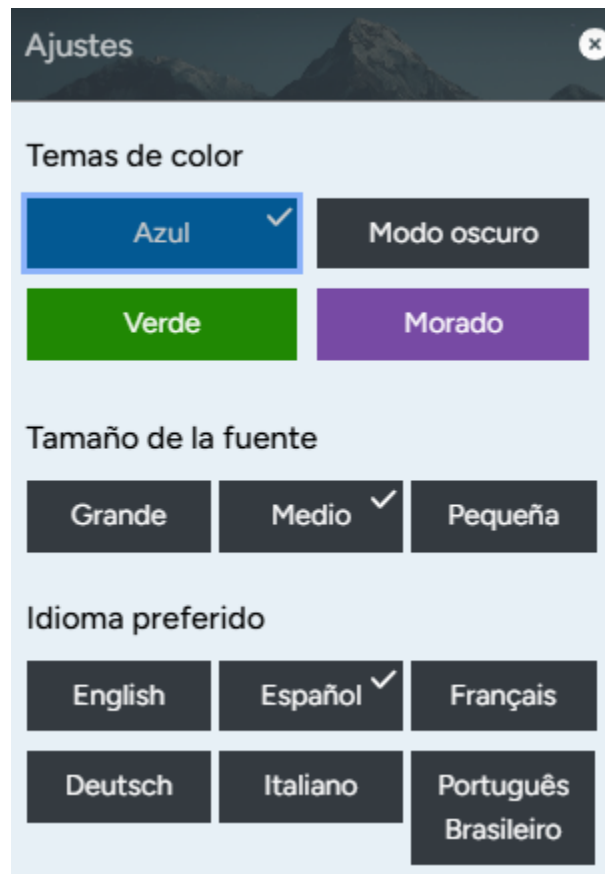 Ajustes
Temas de color
Azul
Modo oscuro
Verde
Morado
Tamaño de la fuente
Grande
Medio
Pequeña
Idioma preferido
English
Español
Français
Deutsch
Italiano
Português
Brasileiro